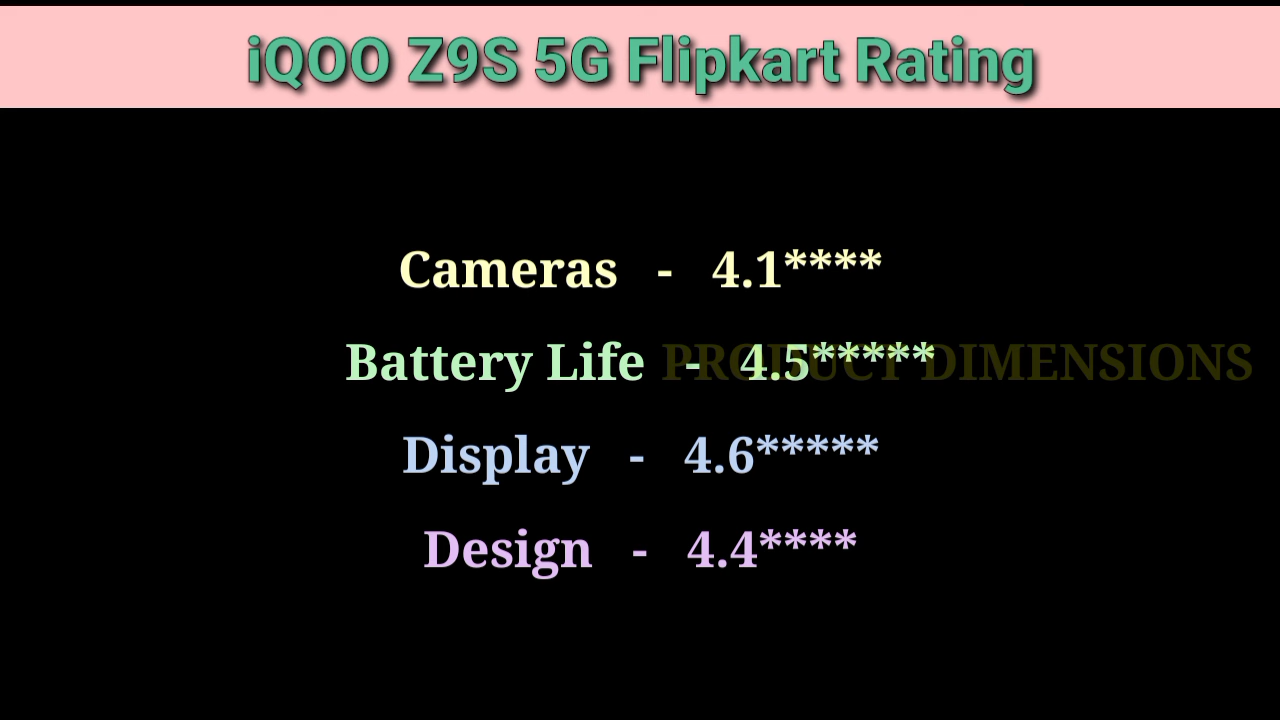 iQOO Z9S 5G Flipkart Rating
Cameras - 4.1****
Battery Life - 4.5*****
PRODUCT DIMENSIONS
Display - 4.6*****
Design - 4.4****